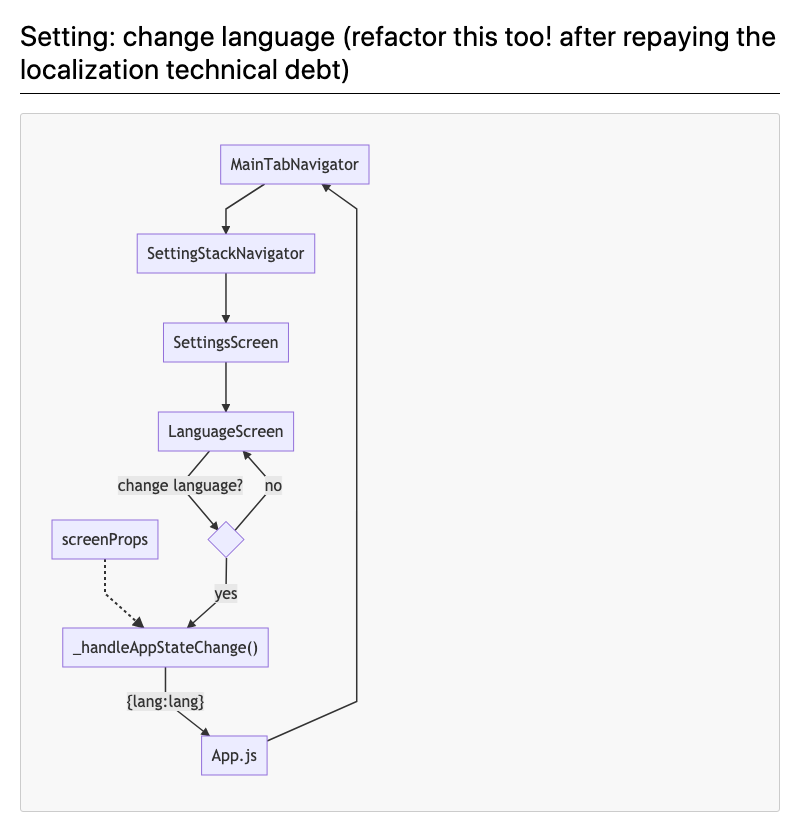 Setting: change language (refactor this too! after repaying the
localization technical debt)
MainTabNavigator
SettingStackNavigator
SettingsScreen
LanguageScreen
change language?
no
screenProps
yes
_handleAppStateChange()
{lang:lang}
App.js